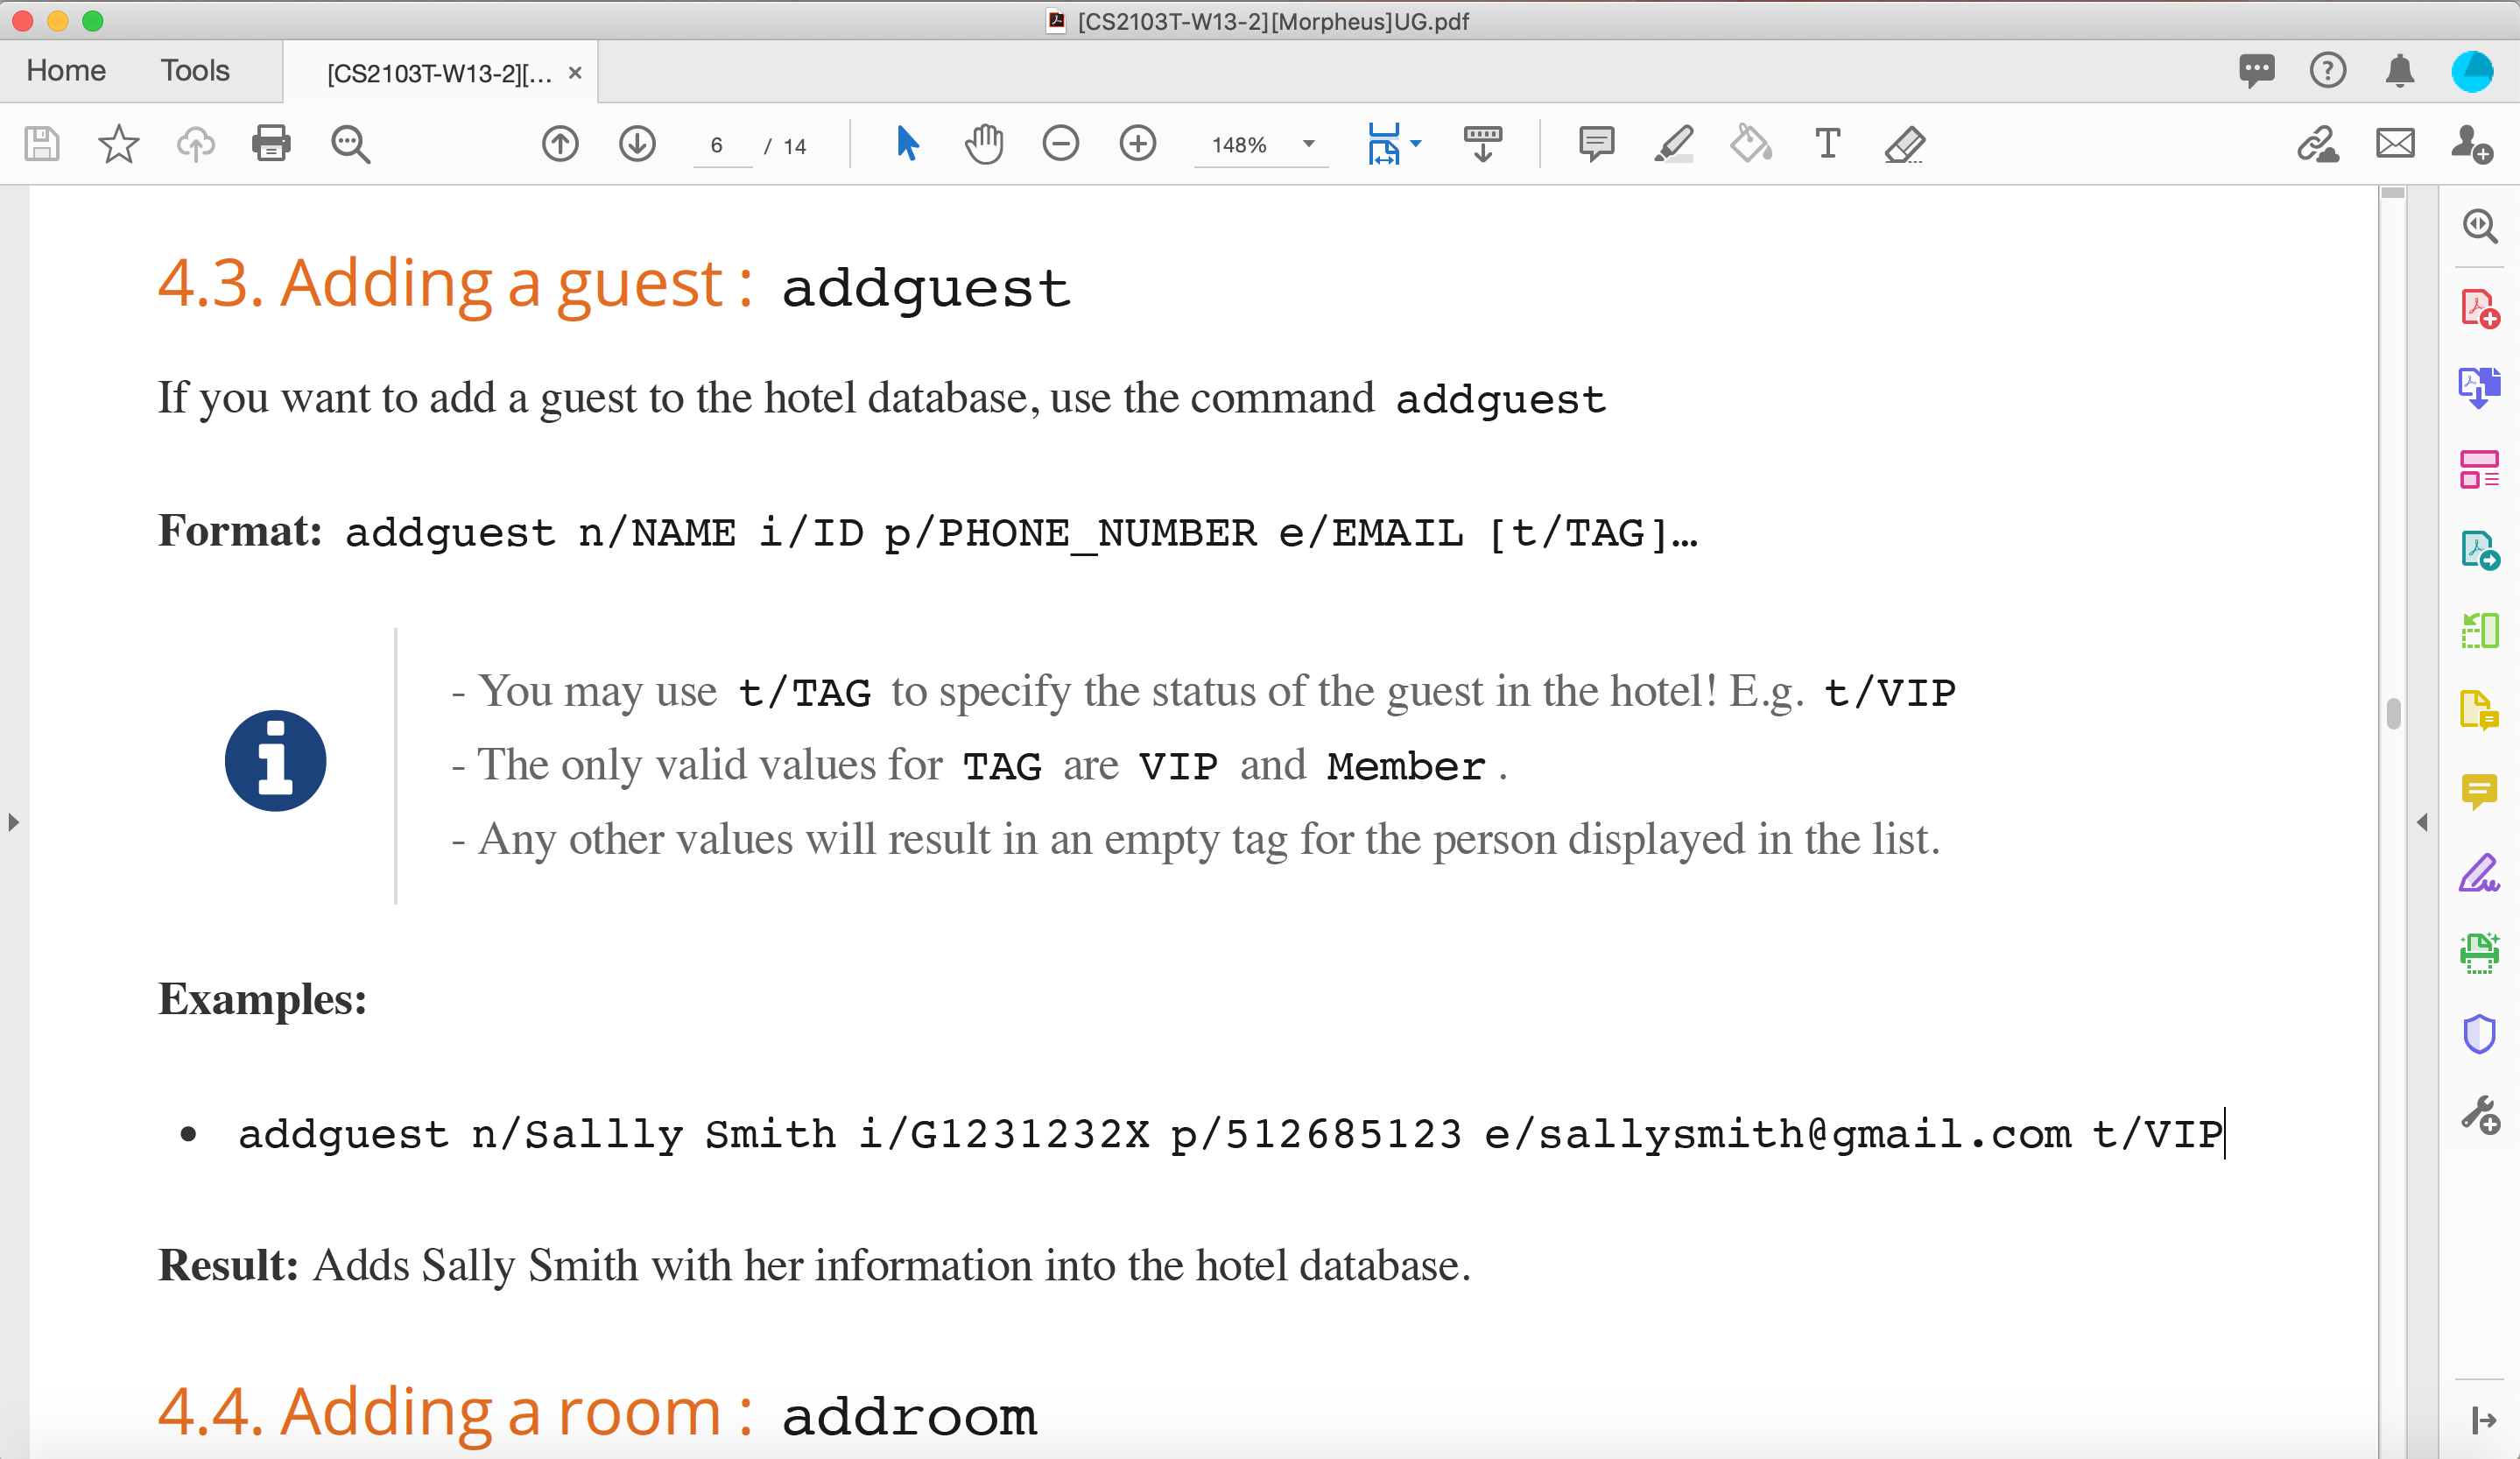 [CS2103T-W13-2][Morpheus]UG.pdf
Home Tools [CS2103T-W13-2][... ×
6 / 14 148%
4.3. Adding a guest : addguest
If you want to add a guest to the hotel database, use the command addguest
Format: addguest n/NAME i/ID p/PHONE_NUMBER e/EMAIL [t/TAG]…
- You may use t/TAG to specify the status of the guest in the hotel! E.g. t/VIP
- The only valid values for TAG are VIP and Member .
- Any other values will result in an empty tag for the person displayed in the list.
Examples:
• addguest n/Sallly Smith i/G1231232X p/512685123 e/sallysmith@gmail.com t/VIP
Result: Adds Sally Smith with her information into the hotel database.
4.4. Adding a room : addroom